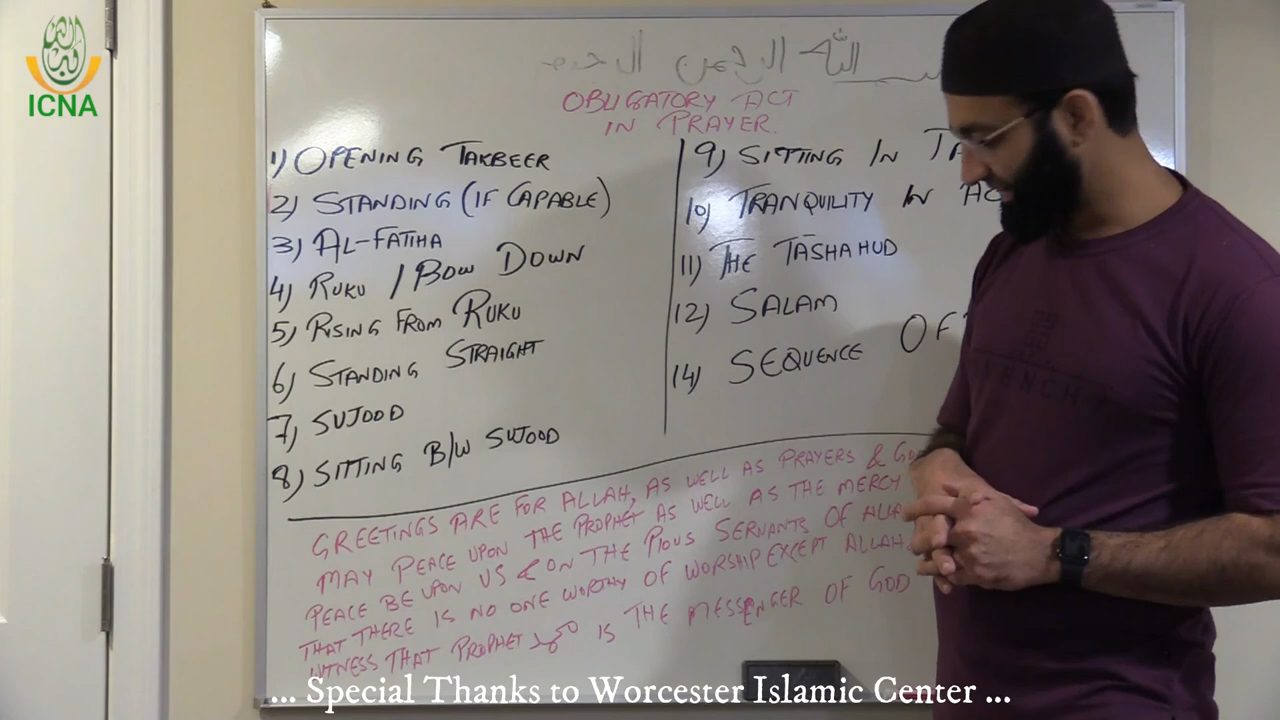 ICNA
بسم الله الرحمن الرحيم
OBLIGATORY ACT
IN PRAYER.
1) OPENING TAKBEER
2) STANDING (IF CAPABLE)
3) AL-FATIHA
4) RUKU / BOW DOWN
5) RISING FROM RUKU
6) STANDING STRAIGHT
7) SUJOOD
8) SITTING B/W SUJOOD
9) SITTING IN
10) TRANQUILITY IN
11) THE TASHAHUD
12) SALAM
14) SEQUENCE OF
GREETINGS ARE FOR ALLAH, AS WELL AS PRAYERS &
MAY PEACE UPON THE PROPHET AS WELL AS THE MERCY
PEACE BE UPON US & ON THE PIOUS SERVANTS OF
THAT THERE IS NO ONE WORTHY OF WORSHIP EXCEPT ALLAH
WITNESS THAT PROPHET IS THE MESSENGER OF GOD
... Special Thanks to Worcester Islamic Center ...